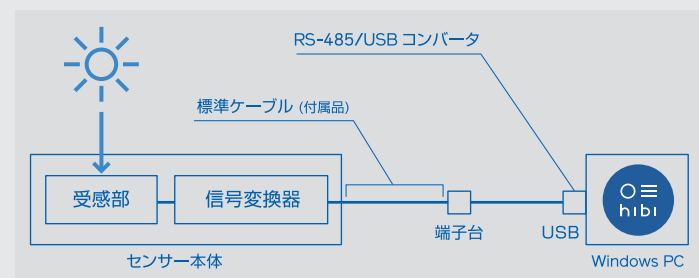 RS-485/USB コンバータ
標準ケーブル (付属品)
受感部
信号変換器
hibi
端子台
USB
センサー本体
Windows PC